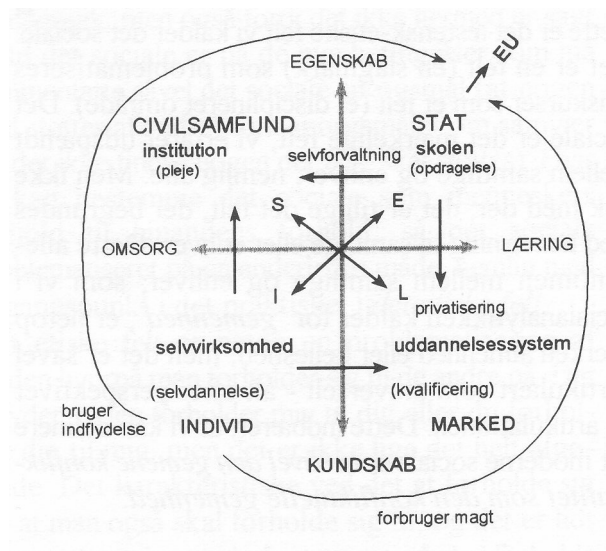 EGENSKAB
EU
CIVILSAMFUND
institution
(pleje)
selvforvaltning
STAT
skolen
(opdragelse)
S
E
OMSORG
LÆRING
I
L
privatisering
selvvirksomhed
(selvdannelse)
uddannelsessystem
(kvalificering)
bruger
indflydelse
INDIVID
MARKED
KUNDSKAB
forbruger magt